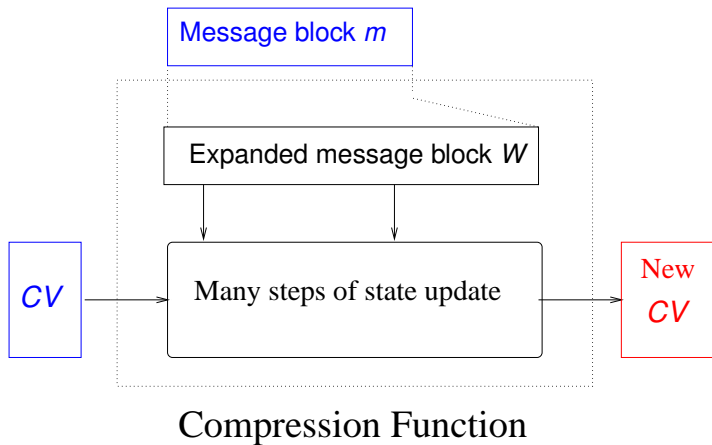 Message block m
Expanded message block W
CV
Many steps of state update
New
CV
Compression Function